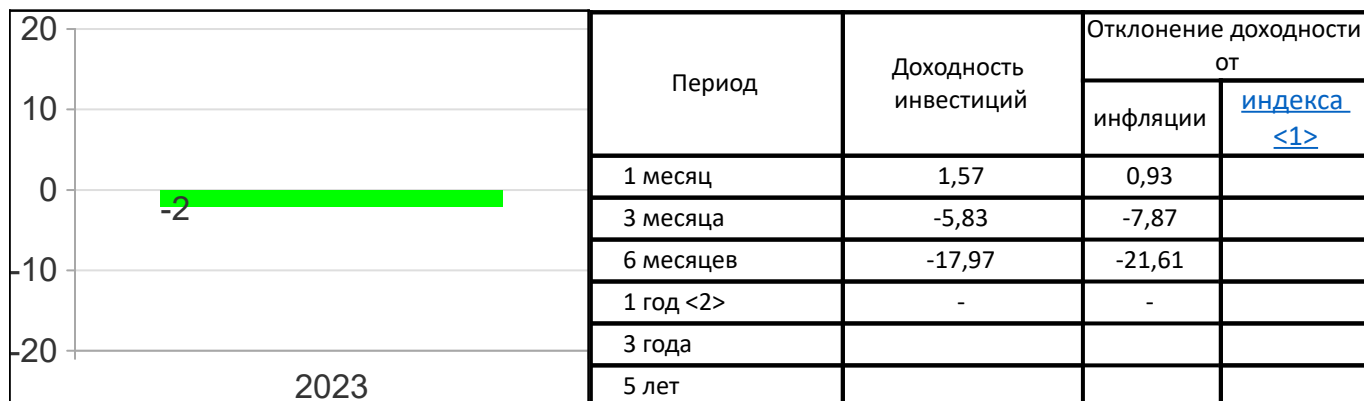 20
10
0
-2
-10
-20
2023
Период
Доходность
инвестиций
Отклонение доходности
от
инфляции
индекса
<1>
1 месяц 1,57 0,93
3 месяца -5,83 -7,87
6 месяцев -17,97 -21,61
1 год <2> - -
3 года
5 лет